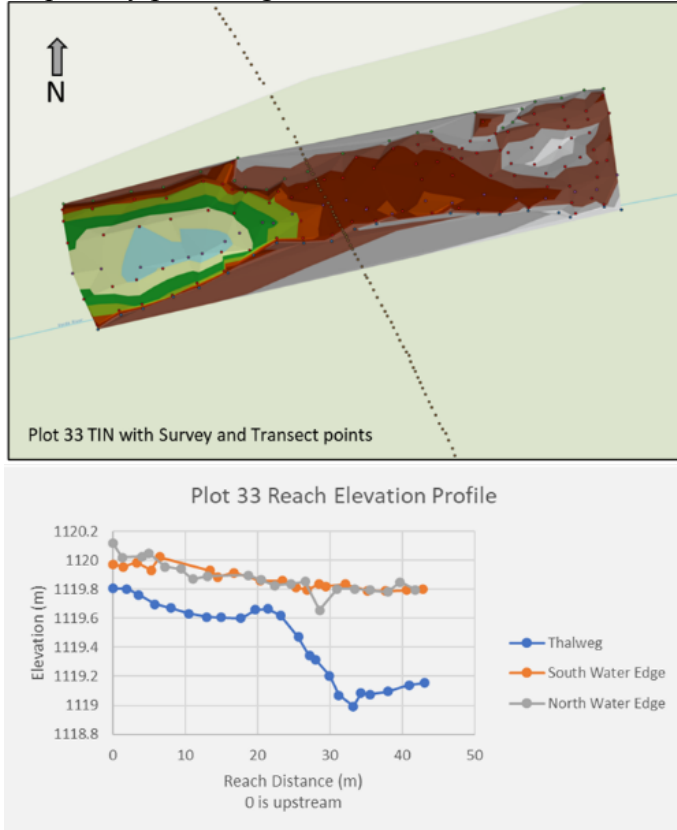 N
Plot 33 TIN with Survey and Transect points
Plot 33 Reach Elevation Profile
1120.2
1120
1119.8
1119.6
1119.4
1119.2
1119
1118.8
Elevation (m)
0 10 20 30 40 50
Reach Distance (m)
0 is upstream
Thalweg
South Water Edge
North Water Edge